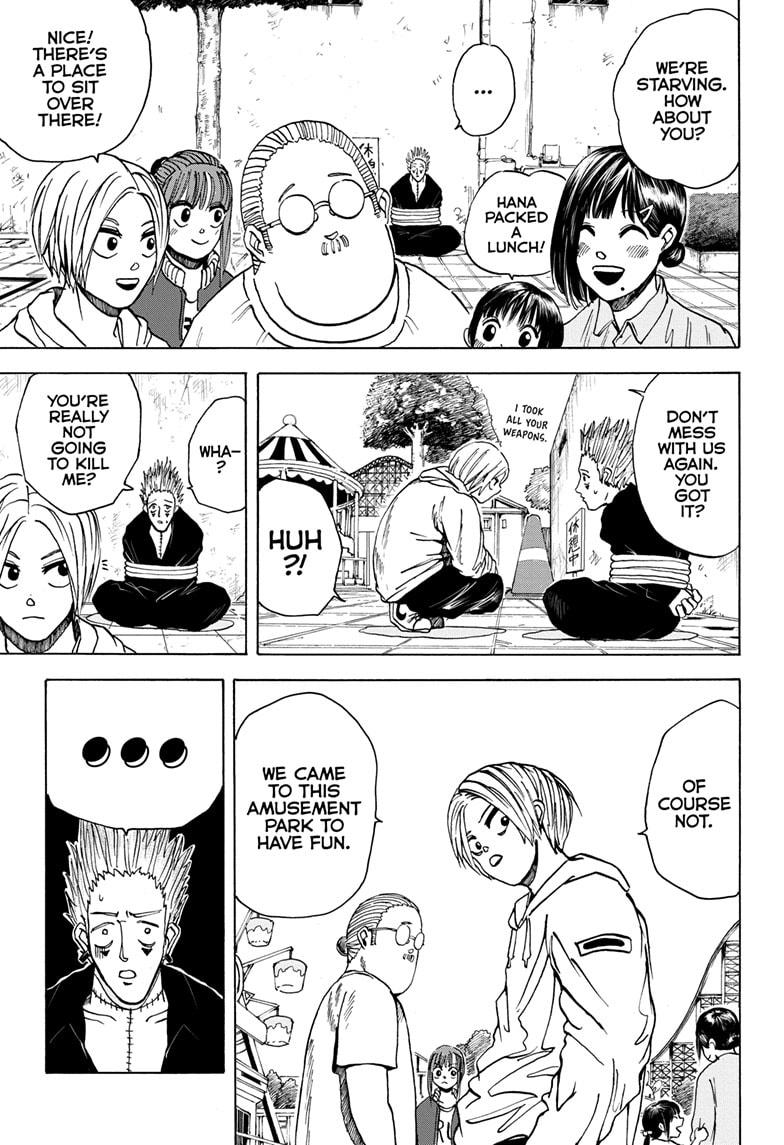 WE'RE
STARVING.
HOW
ABOUT
YOU?
HANA
PACKED
A
LUNCH!
...
NICE!
THERE'S
A PLACE
TO SIT
OVER
THERE!
DON'T
MESS
WITH US
AGAIN.
YOU
GOT
IT?
I TOOK
ALL YOUR
WEAPONS.
休憩中
HUH
?!
WHA–
?
YOU'RE
REALLY
NOT
GOING
TO KILL
ME?
OF
COURSE
NOT.
WE CAME
TO THIS
AMUSEMENT
PARK TO
HAVE FUN.
...